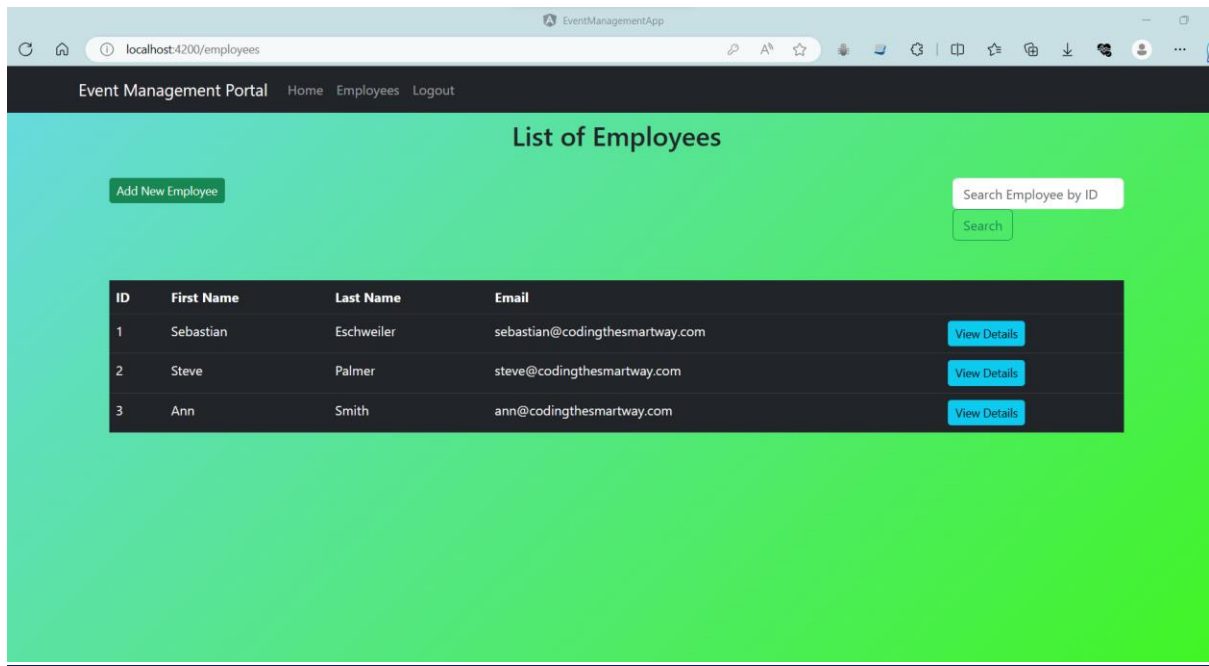 EventManagementApp
localhost:4200/employees
Event Management Portal Home Employees Logout
List of Employees
Add New Employee
Search Employee by ID
Search
ID First Name Last Name Email
1 Sebastian Eschweiler sebastian@codingthesmartway.com View Details
2 Steve Palmer steve@codingthesmartway.com View Details
3 Ann Smith ann@codingthesmartway.com View Details